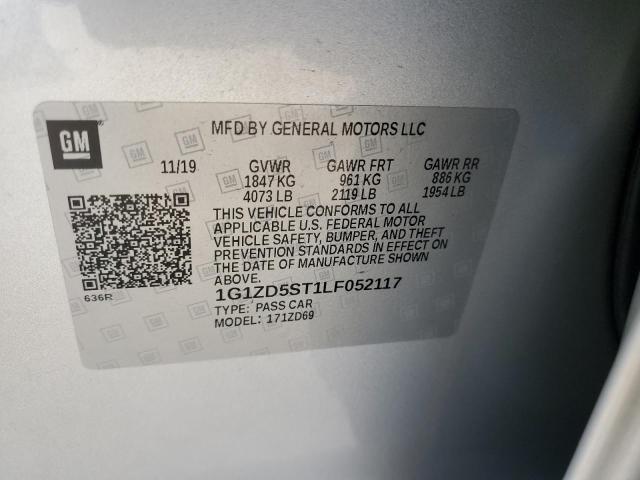 GM
MFD BY GENERAL MOTORS LLC
11/19 GVWR GAWR FRT GAWR RR
1847 KG 961 KG 886 KG
4073 LB 2119 LB 1954 LB
THIS VEHICLE CONFORMS TO ALL
APPLICABLE U.S. FEDERAL MOTOR
VEHICLE SAFETY, BUMPER, AND THEFT
PREVENTION STANDARDS IN EFFECT ON
THE DATE OF MANUFACTURE SHOWN
ABOVE.
636R
1G1ZD5ST1LF052117
TYPE: PASS CAR
MODEL: 171ZD69